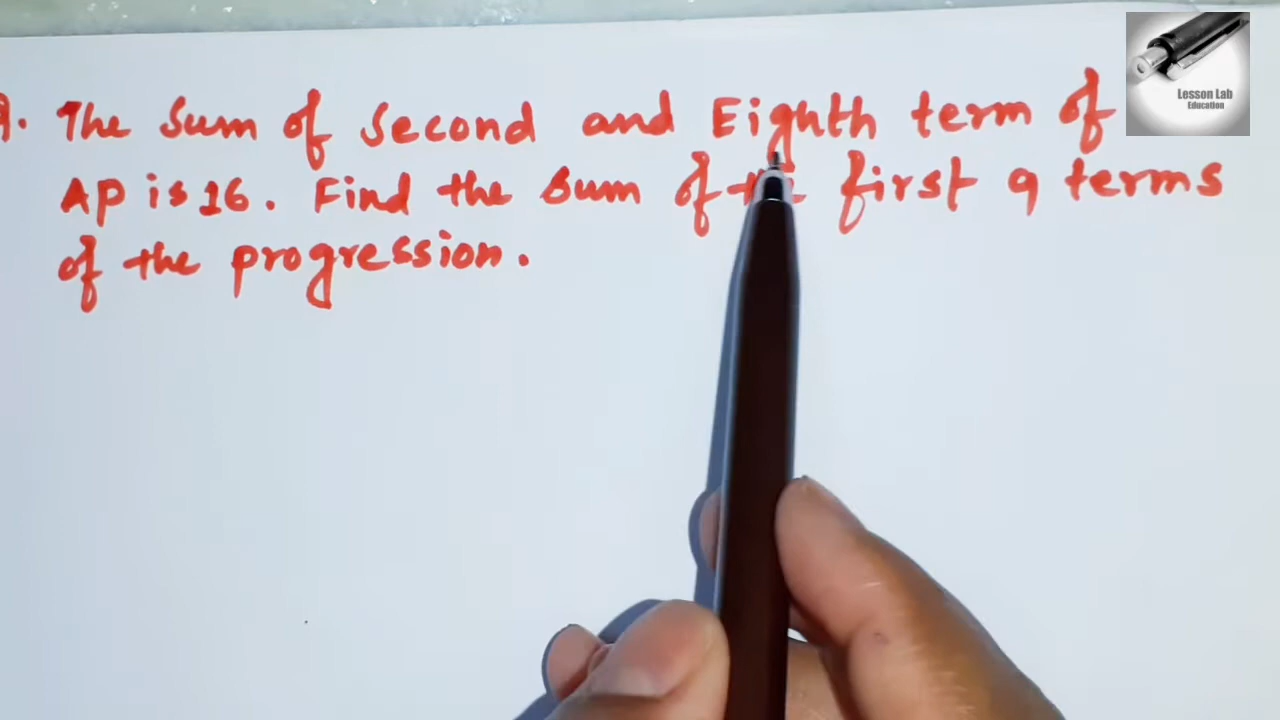 The Sum of Second and Eighth term of
Lesson Lab
Education
AP is 16. Find the Sum of the first 9 terms
of the progression.